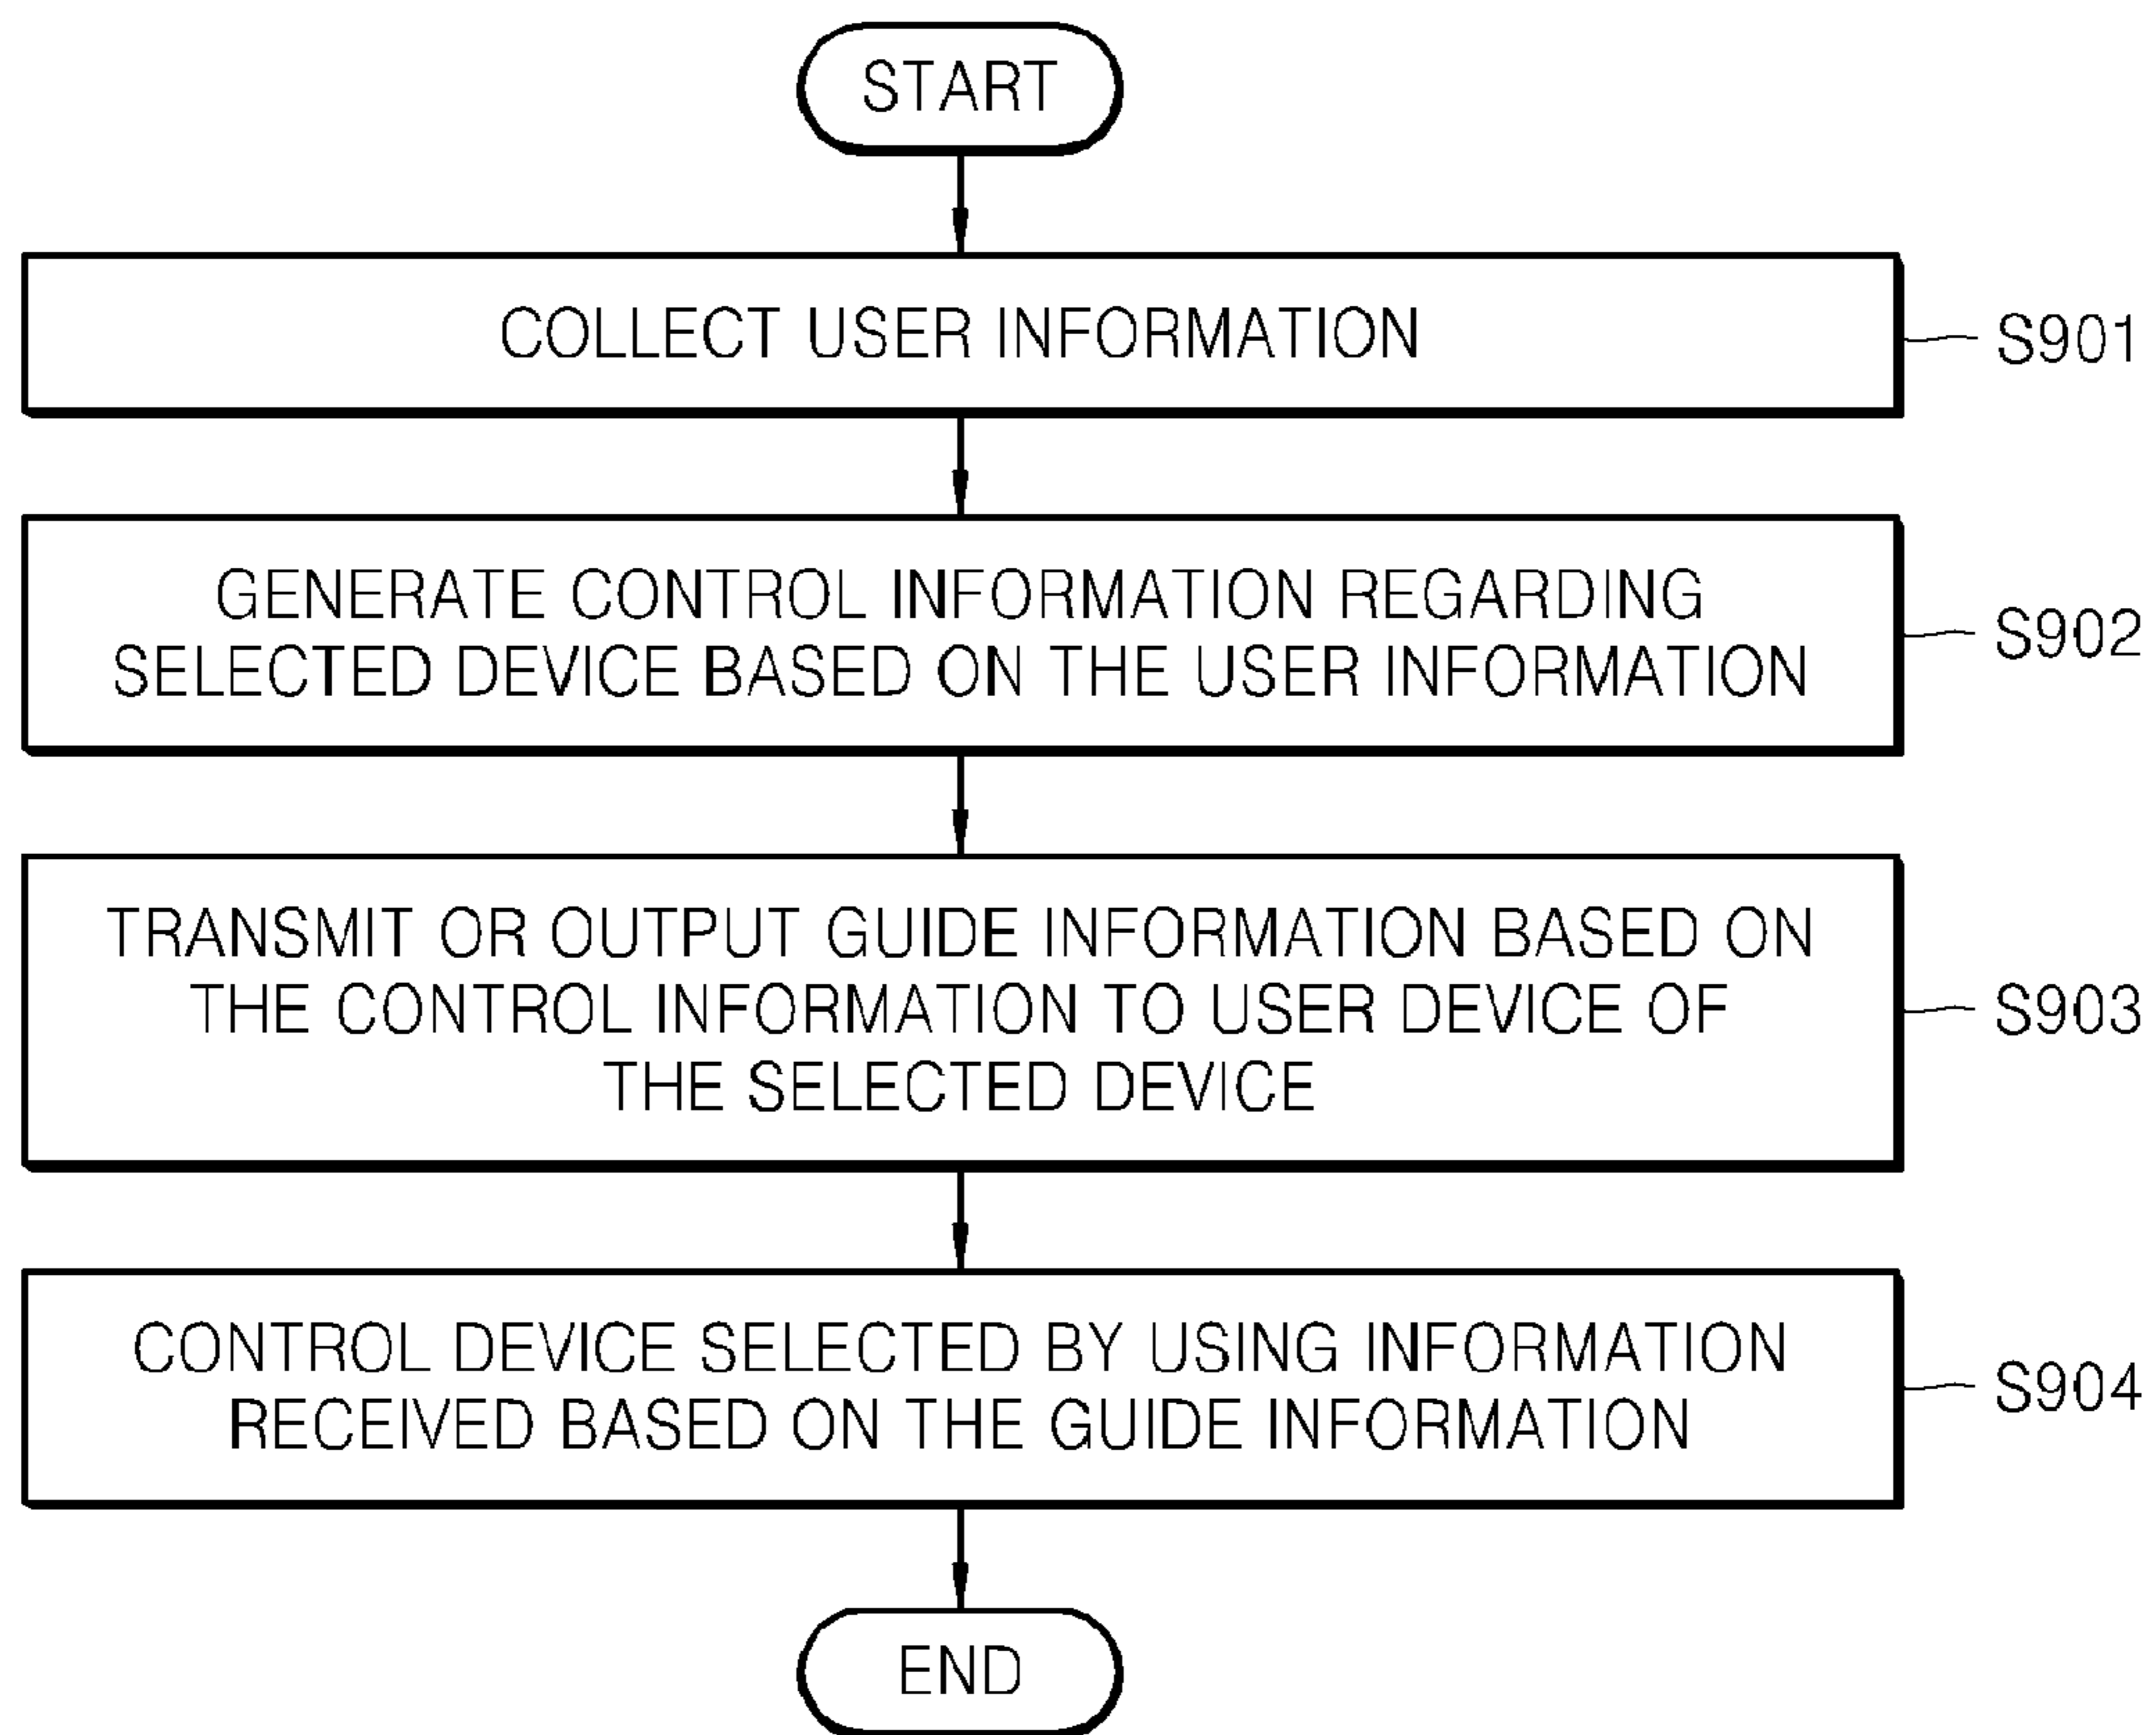 START
COLLECT USER INFORMATION
S901
GENERATE CONTROL INFORMATION REGARDING
SELECTED DEVICE BASED ON THE USER INFORMATION
S902
TRANSMIT OR OUTPUT GUIDE INFORMATION BASED ON
THE CONTROL INFORMATION TO USER DEVICE OF
THE SELECTED DEVICE
S903
CONTROL DEVICE SELECTED BY USING INFORMATION
RECEIVED BASED ON THE GUIDE INFORMATION
S904
END